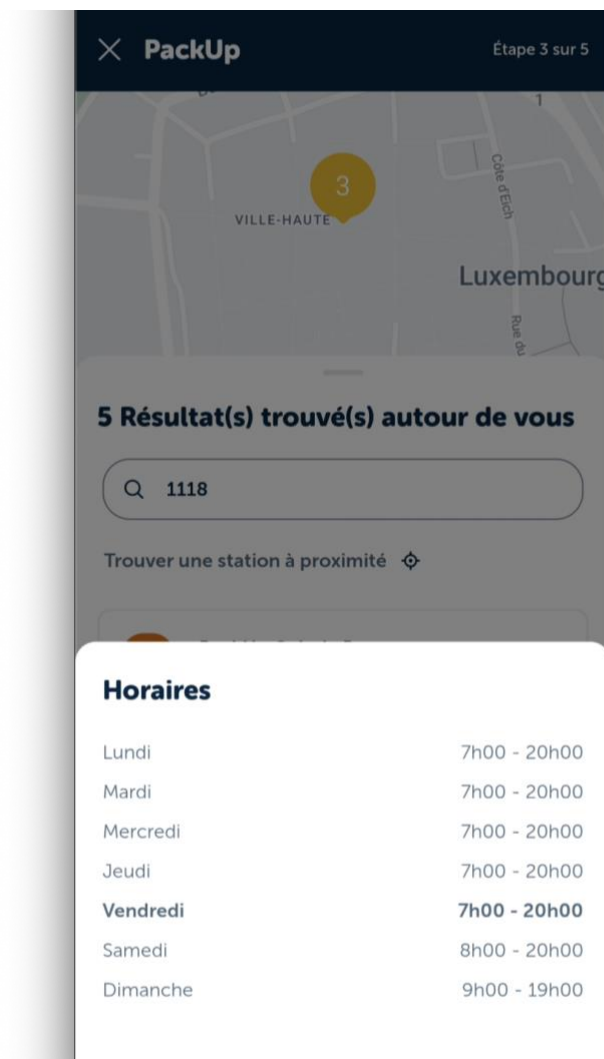 PackUp
Étape 3 sur 5
1
3
Côte d'Eich
VILLE-HAUTE
Luxembourg
Rue du
5 Résultat(s) trouvé(s) autour de vous
1118
Trouver une station à proximité
Horaires
Lundi 7h00 - 20h00
Mardi 7h00 - 20h00
Mercredi 7h00 - 20h00
Jeudi 7h00 - 20h00
Vendredi 7h00 - 20h00
Samedi 8h00 - 20h00
Dimanche 9h00 - 19h00